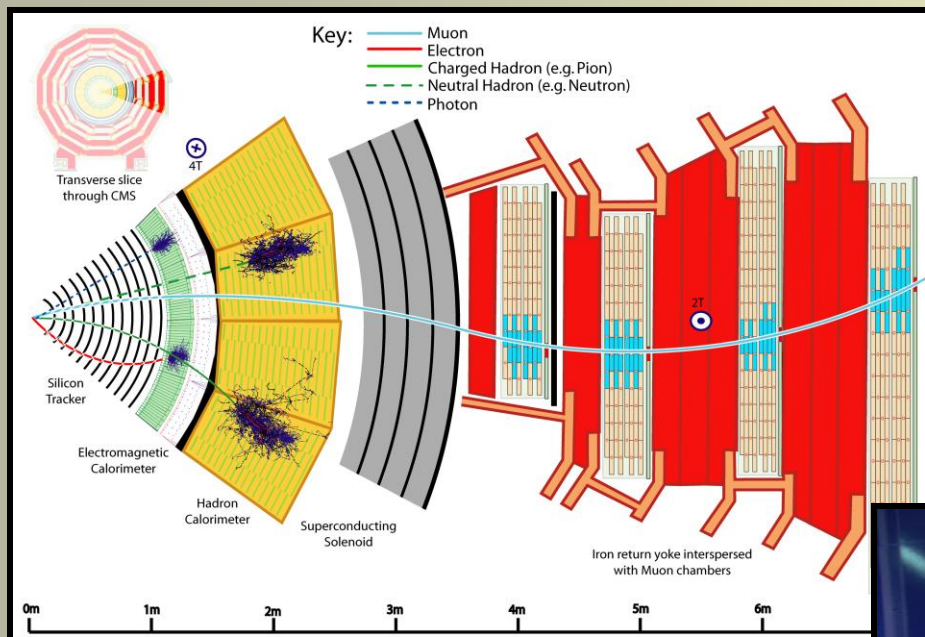 Key:
Muon
Electron
Charged Hadron (e.g. Pion)
Neutral Hadron (e.g. Neutron)
Photon
4T
Transverse slice
through CMS
2T
Silicon
Tracker
Electromagnetic
Calorimeter
Hadron
Calorimeter
Superconducting
Solenoid
Iron return yoke interspersed
with Muon chambers
0m 1m 2m 3m 4m 5m 6m